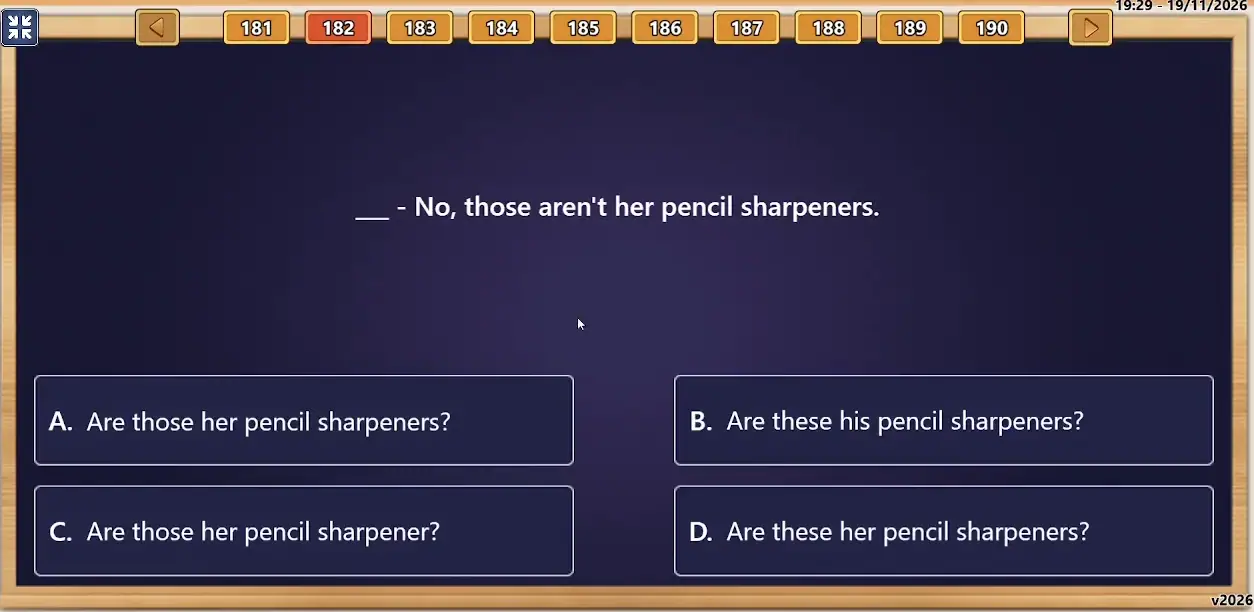 19:29 - 19/11/2026
181 182 183 184 185 186 187 188 189 190
___ - No, those aren't her pencil sharpeners.
A. Are those her pencil sharpeners?
B. Are these his pencil sharpeners?
C. Are those her pencil sharpener?
D. Are these her pencil sharpeners?
v2026